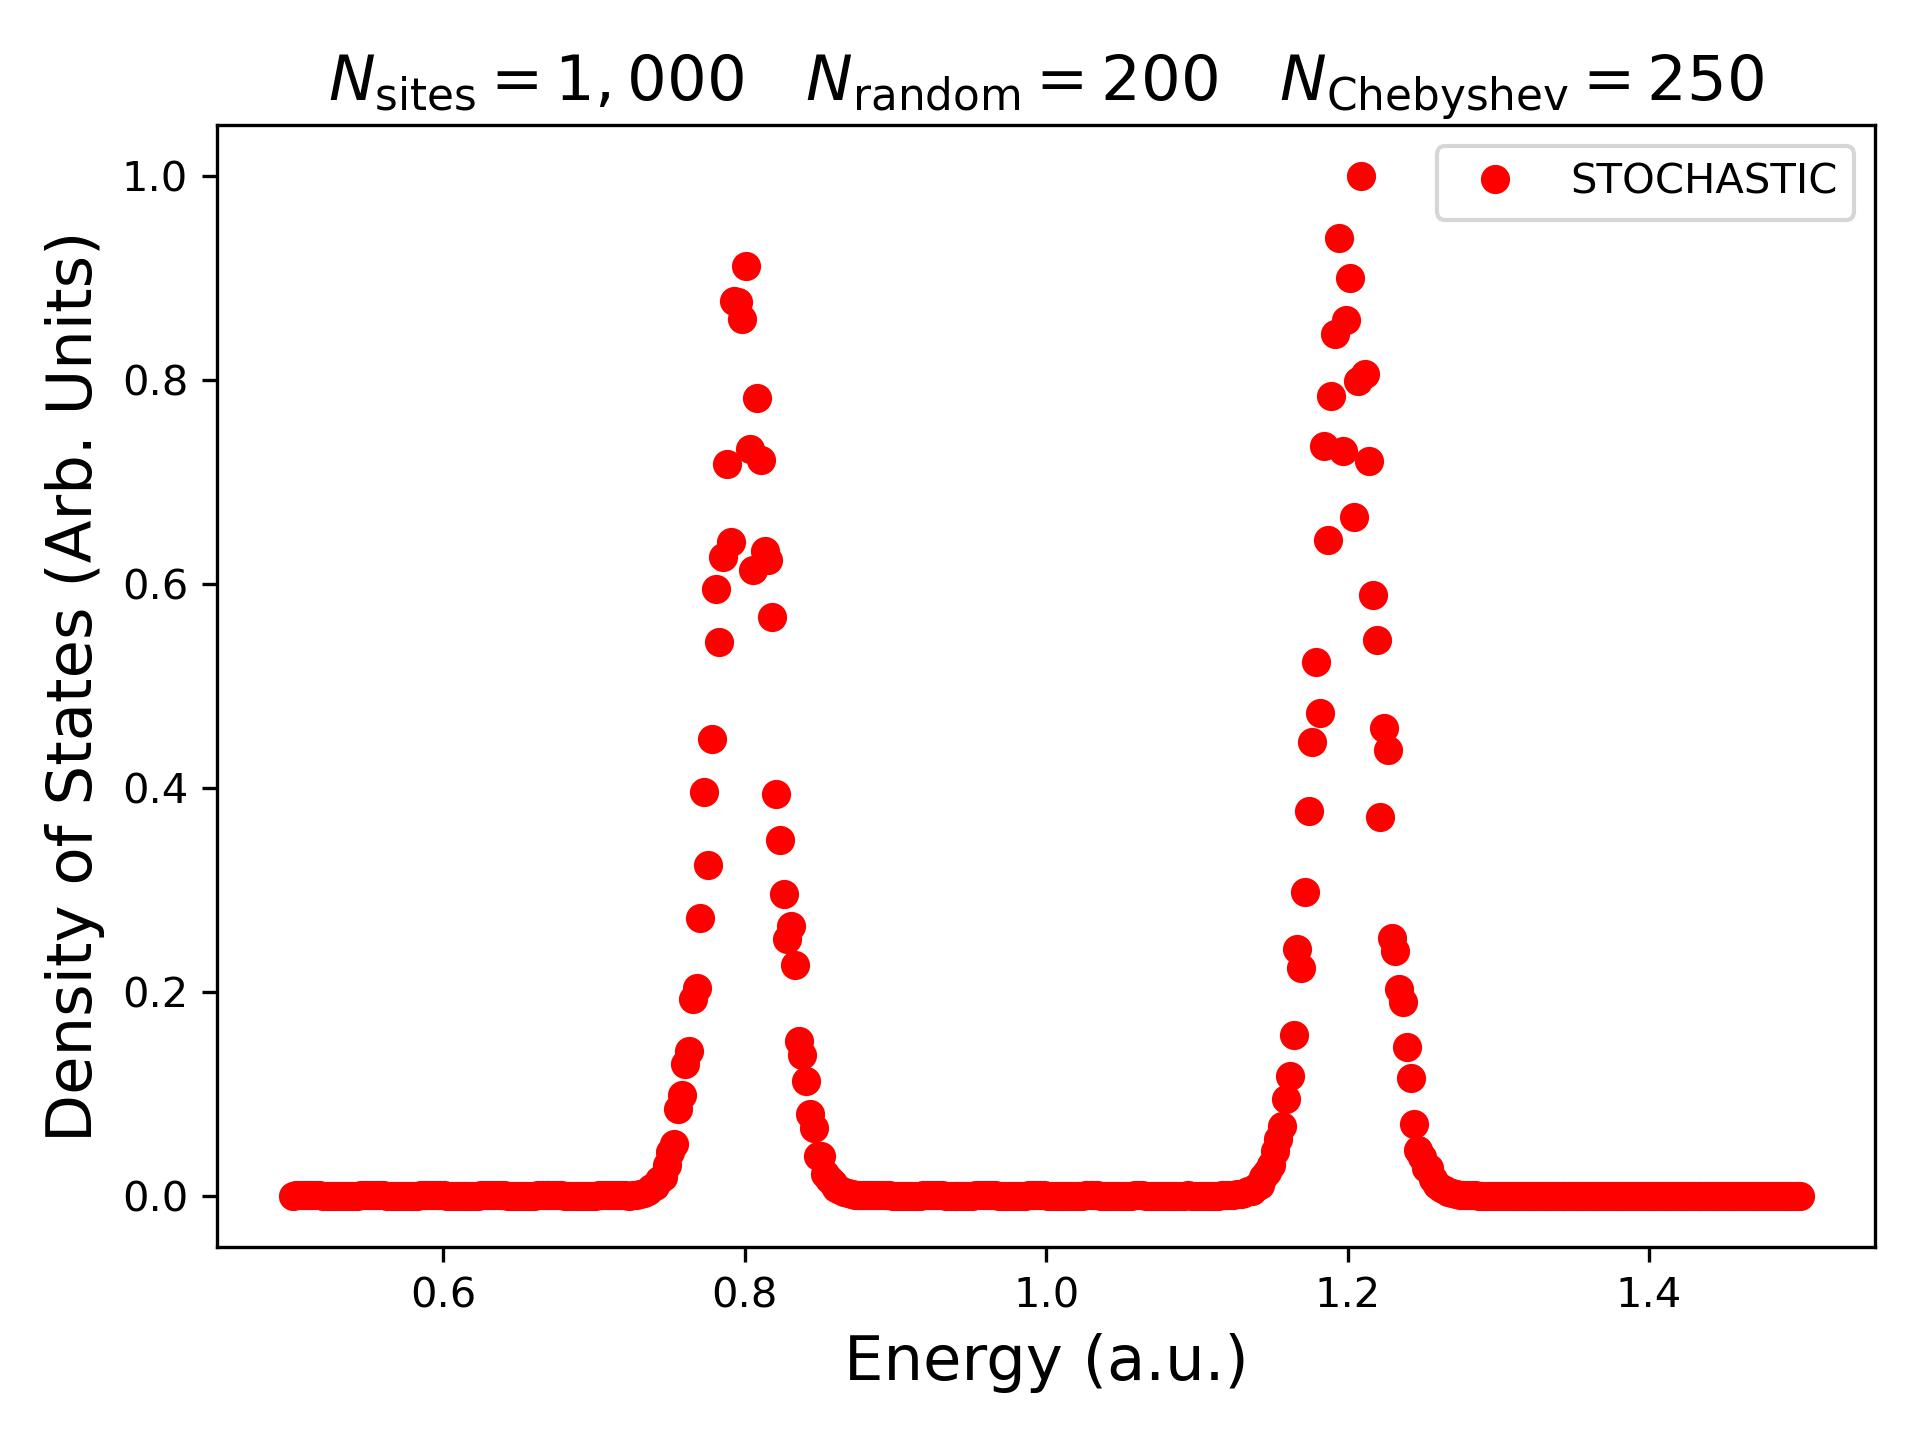 N_sites = 1,000 N_random = 200 N_Chebyshev = 250
STOCHASTIC
Density of States (Arb. Units)
1.0
0.8
0.6
0.4
0.2
0.0
0.6 0.8 1.0 1.2 1.4
Energy (a.u.)